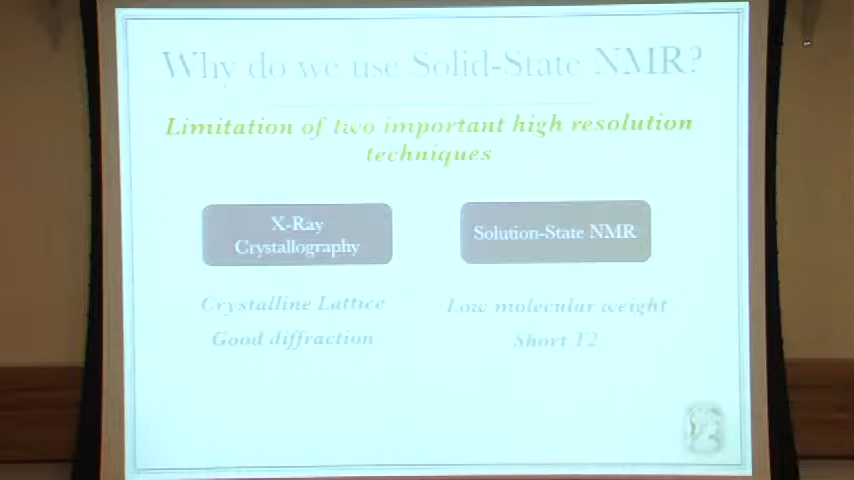 Why do we use Solid-State NMR?
Limitation of two important high resolution
techniques
X-Ray
Crystallography
Solution-State NMR
Crystalline Lattice
Low molecular weight
Good diffraction
Short T2